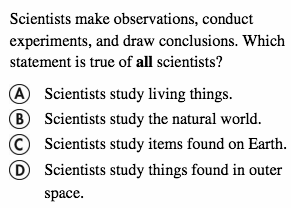 Scientists make observations, conduct
experiments, and draw conclusions. Which
statement is true of all scientists?
A Scientists study living things.
B Scientists study the natural world.
C Scientists study items found on Earth.
D Scientists study things found in outer
space.